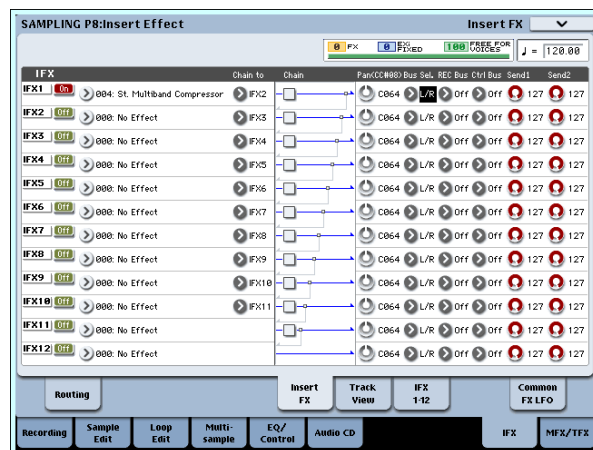 SAMPLING P8:Insert Effect Insert FX
0 FX 0 EXi FIXED 100 FREE FOR VOICES ♩ = 120.00
IFX Chain to Chain Pan(CC#08) Bus Sel. REC Bus Ctrl Bus Send1 Send2
IFX1 On 004: St. Multiband Compressor IFX2 C064 L/R Off Off 127 127
IFX2 Off 000: No Effect IFX3 C064 L/R Off Off 127 127
IFX3 Off 000: No Effect IFX4 C064 L/R Off Off 127 127
IFX4 Off 000: No Effect IFX5 C064 L/R Off Off 127 127
IFX5 Off 000: No Effect IFX6 C064 L/R Off Off 127 127
IFX6 Off 000: No Effect IFX7 C064 L/R Off Off 127 127
IFX7 Off 000: No Effect IFX8 C064 L/R Off Off 127 127
IFX8 Off 000: No Effect IFX9 C064 L/R Off Off 127 127
IFX9 Off 000: No Effect IFX10 C064 L/R Off Off 127 127
IFX10 Off 000: No Effect IFX11 C064 L/R Off Off 127 127
IFX11 Off 000: No Effect C064 L/R Off Off 127 127
IFX12 Off 000: No Effect C064 L/R Off Off 127 127
Routing Insert FX Track View IFX 1-12 Common FX LFO
Recording Sample Edit Loop Edit Multi-sample EQ/Control Audio CD IFX MFX/TFX